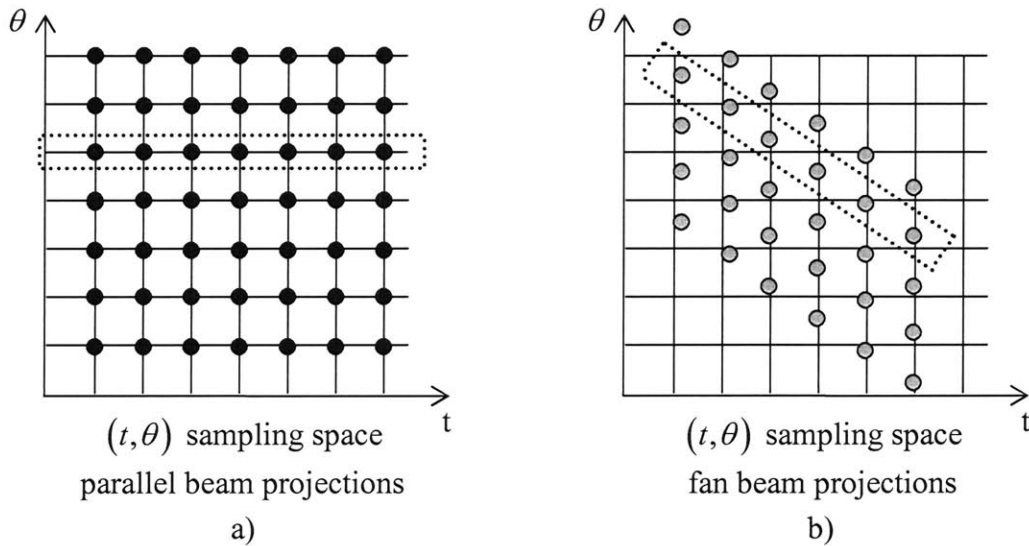 θ
t
(t,θ) sampling space
parallel beam projections
a)
θ
t
(t,θ) sampling space
fan beam projections
b)